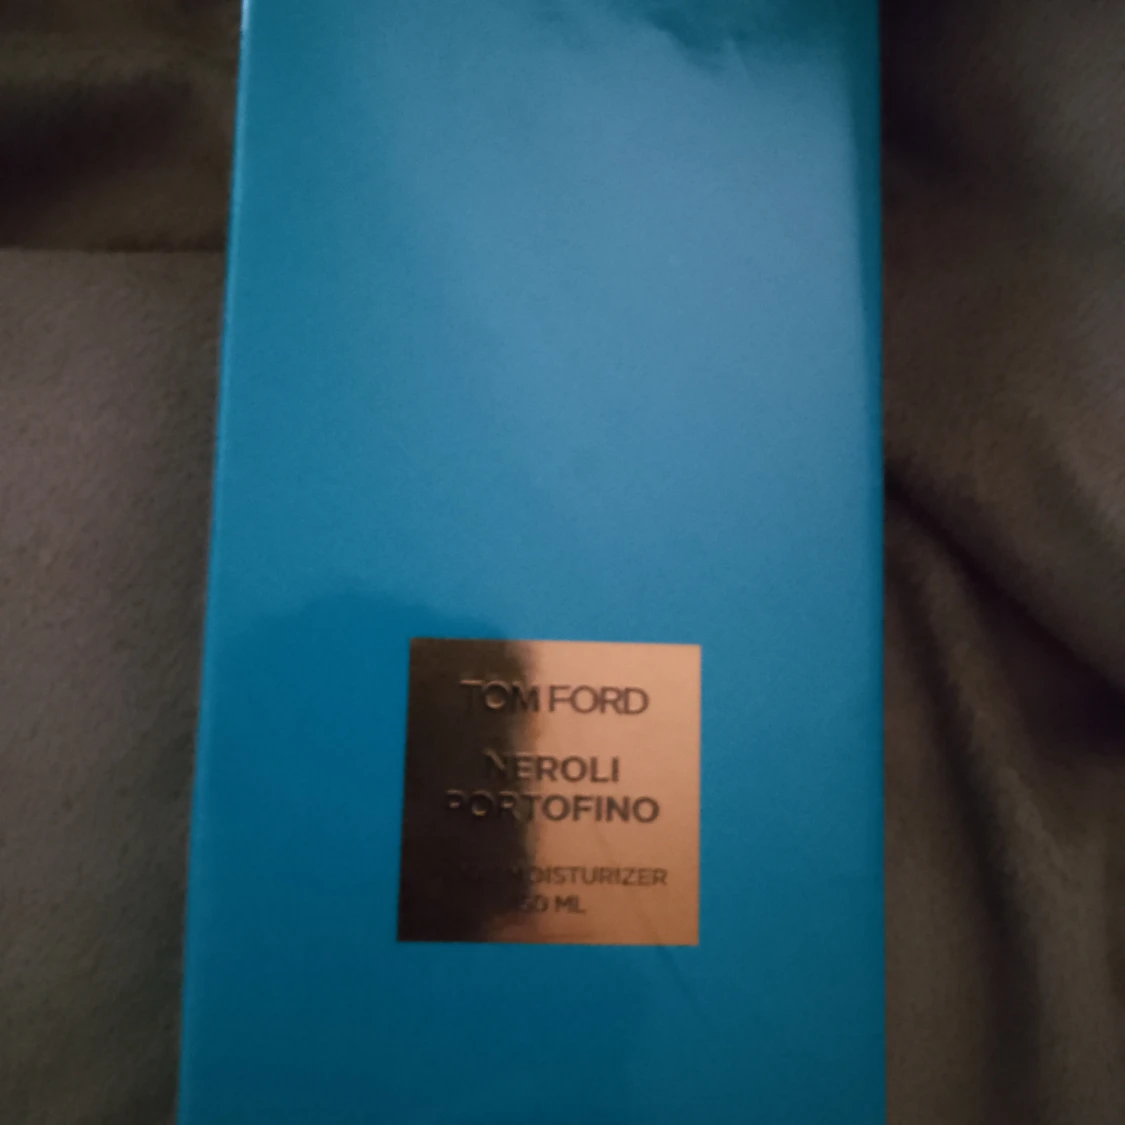 TOM FORD
NEROLI
PORTOFINO
MOISTURIZER
ML